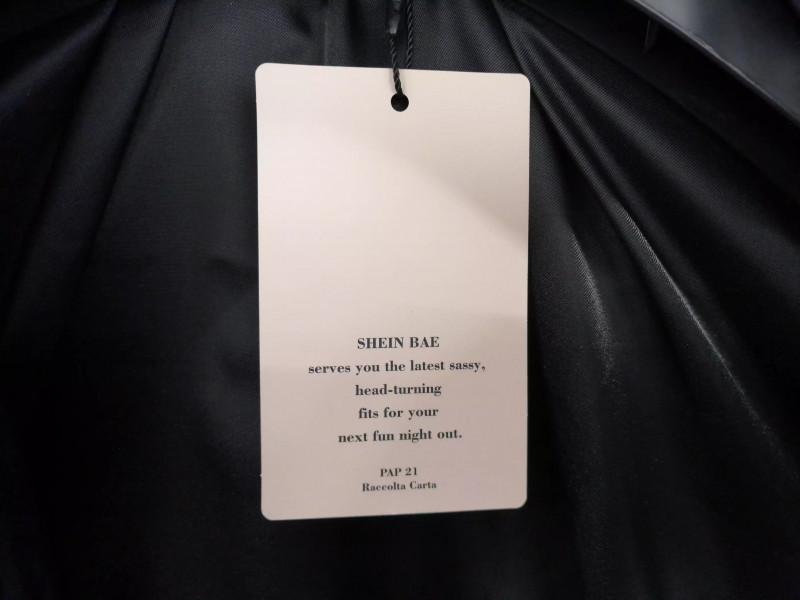 SHEIN BAE
serves you the latest sassy,
head-turning
fits for your
next fun night out.
PAP 21
Raccolta Carta